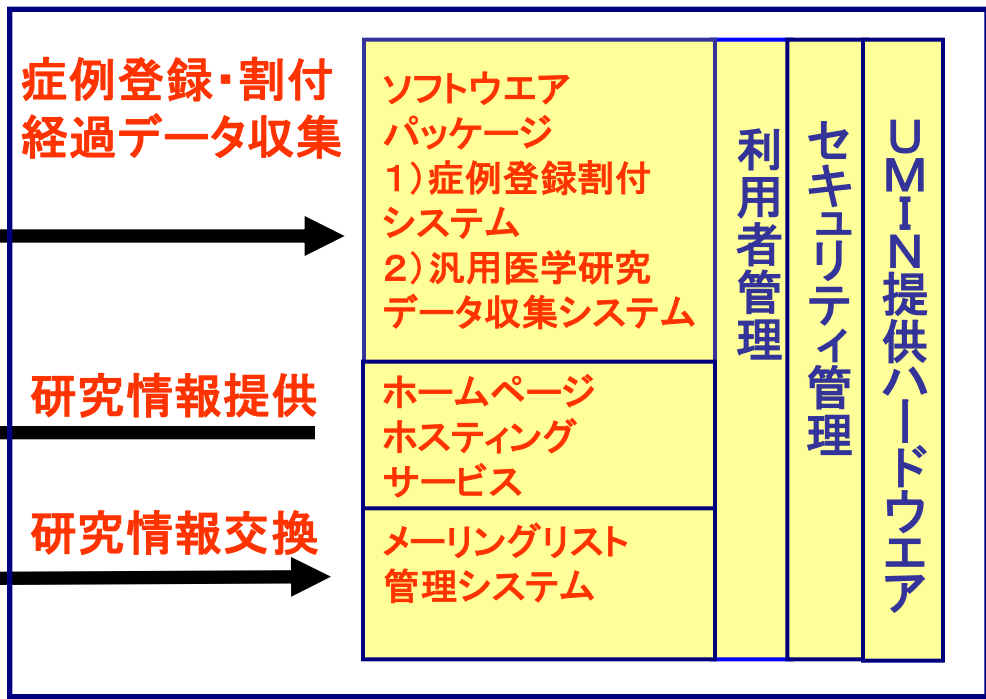 症例登録・割付
経過データ収集
研究情報提供
研究情報交換
ソフトウエア
パッケージ
１）症例登録割付
システム
２）汎用医学研究
データ収集システム
ホームページ
ホスティング
サービス
メーリングリスト
管理システム
利用者管理
セキュリティ管理
ＵＭＩＮ提供ハードウエア